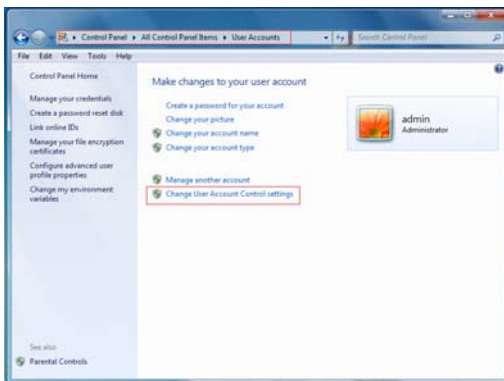 Control Panel ▸ All Control Panel Items ▸ User Accounts
Search Control Panel
File Edit View Tools Help
Control Panel Home
Manage your credentials
Create a password reset disk
Link online IDs
Manage your file encryption
certificates
Configure advanced user
profile properties
Change my environment
variables
See also
Parental Controls
Make changes to your user account
Create a password for your account
Change your picture
Change your account name
Change your account type
Manage another account
Change User Account Control settings
admin
Administrator